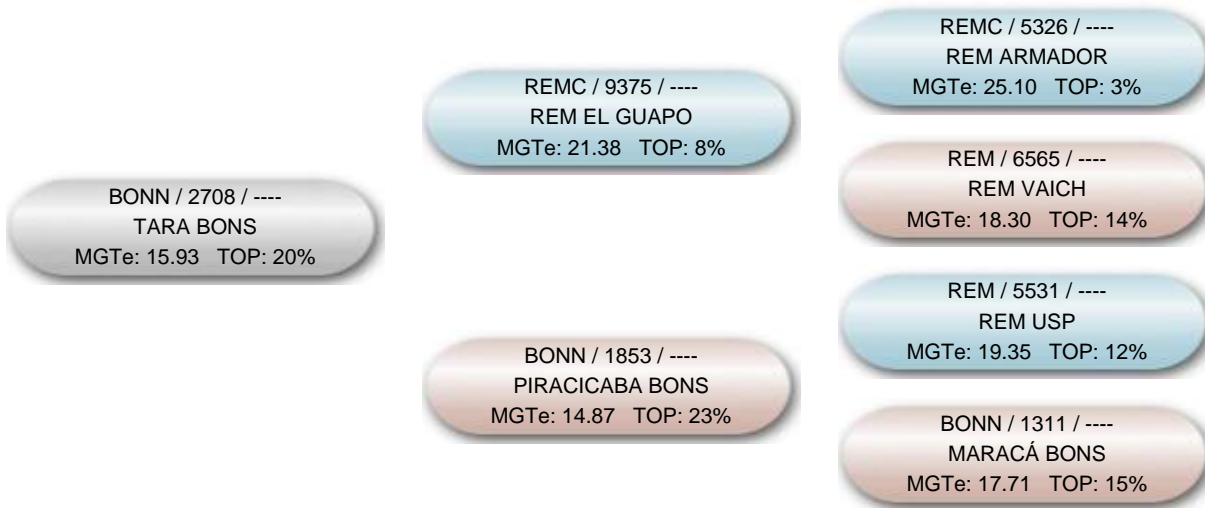 BONN / 2708 / ----
TARA BONS
MGTe: 15.93 TOP: 20%
REMC / 9375 / ----
REM EL GUAPO
MGTe: 21.38 TOP: 8%
BONN / 1853 / ----
PIRACICABA BONS
MGTe: 14.87 TOP: 23%
REMC / 5326 / ----
REM ARMADOR
MGTe: 25.10 TOP: 3%
REM / 6565 / ----
REM VAICH
MGTe: 18.30 TOP: 14%
REM / 5531 / ----
REM USP
MGTe: 19.35 TOP: 12%
BONN / 1311 / ----
MARACÁ BONS
MGTe: 17.71 TOP: 15%